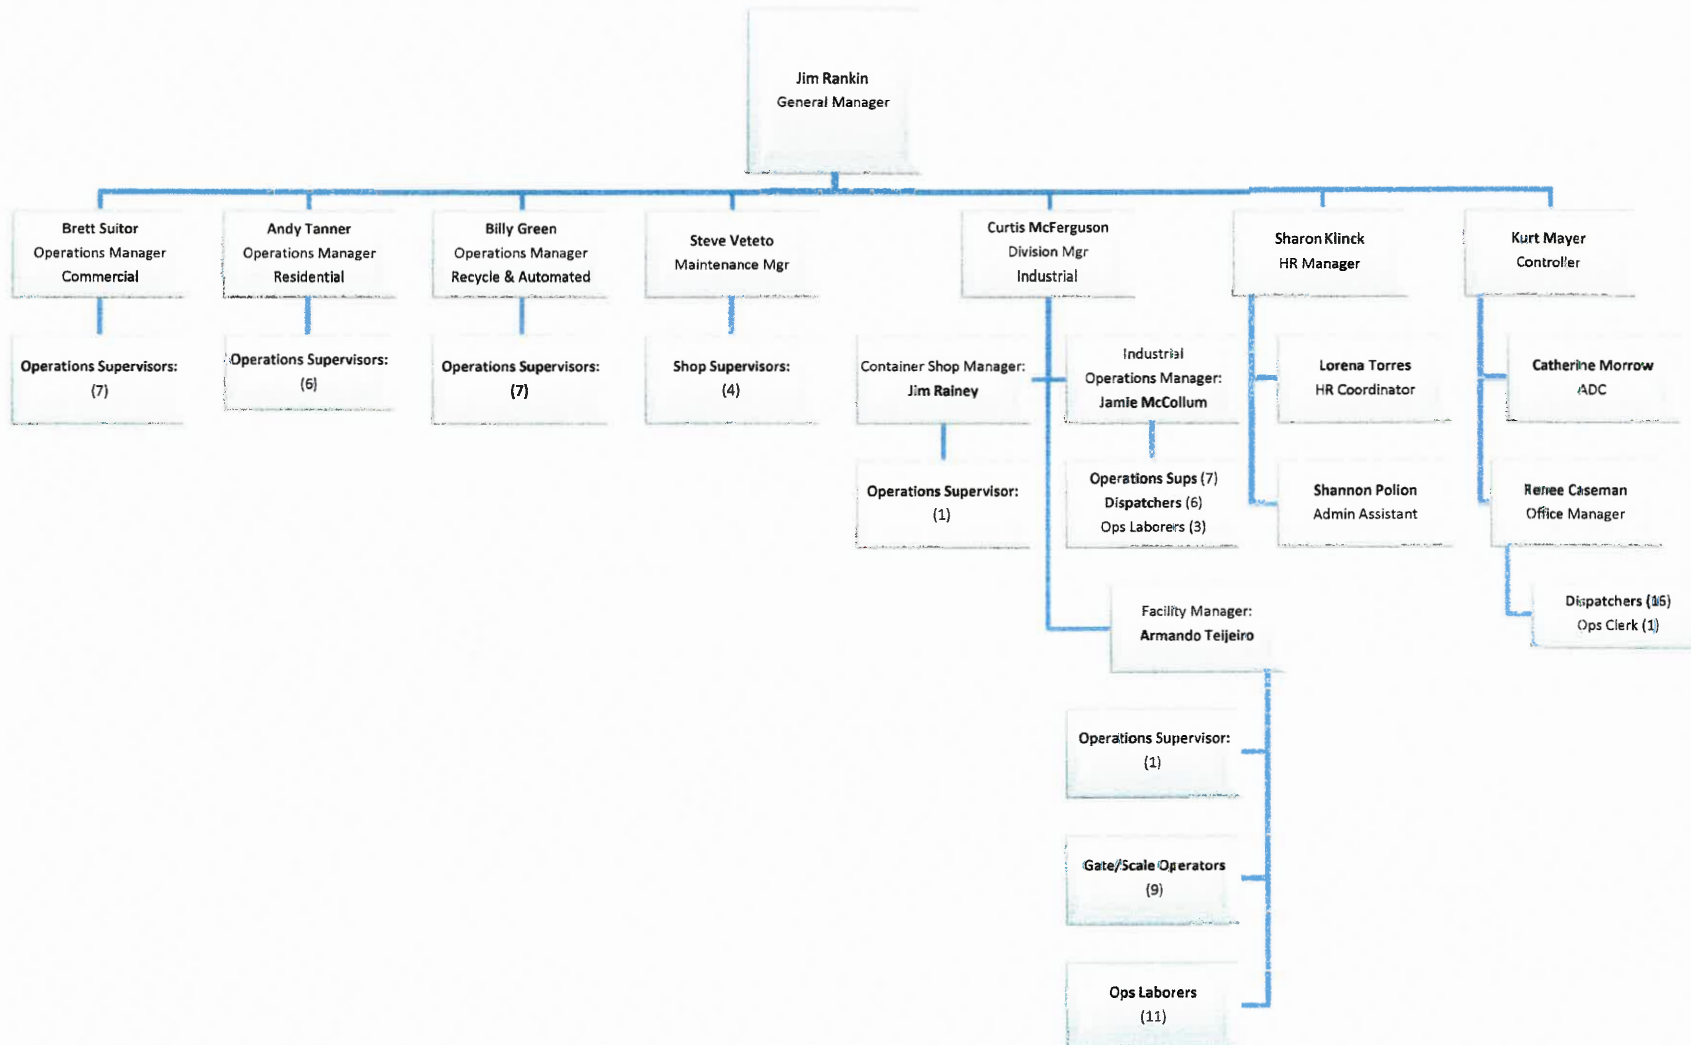 Jim Rankin
General Manager
Brett Suitor
Operations Manager
Commercial
Andy Tanner
Operations Manager
Residential
Billy Green
Operations Manager
Recycle & Automated
Steve Veteto
Maintenance Mgr
Curtis McFerguson
Division Mgr
Industrial
Sharon Klinck
HR Manager
Kurt Mayer
Controller
Operations Supervisors:
(7)
Operations Supervisors:
(6)
Operations Supervisors:
(7)
Shop Supervisors:
(4)
Container Shop Manager:
Jim Rainey
Industrial
Operations Manager:
Jamie McCollum
Lorena Torres
HR Coordinator
Catherine Morrow
ADC
Operations Supervisor:
(1)
Operations Sups (7)
Dispatchers (6)
Ops Laborers (3)
Shannon Polion
Admin Assistant
Renee Caseman
Office Manager
Facility Manager:
Armando Teijeiro
Dispatchers
Ops Clerk (1)
Operations Supervisor:
(1)
Gate/Scale Operators
(9)
Ops Laborers
(11)